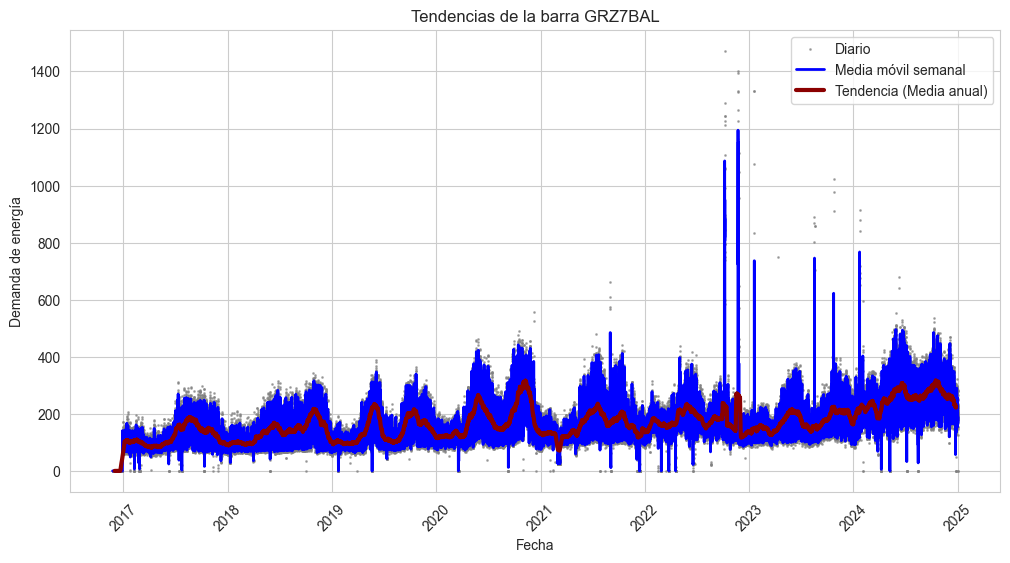 Tendencias de la barra GRZ7BAL
Diario
Media móvil semanal
Tendencia (Media anual)
Demanda de energía
1400
1200
1000
800
600
400
200
0
2017
2018
2019
2020
2021
2022
2023
2024
2025
Fecha